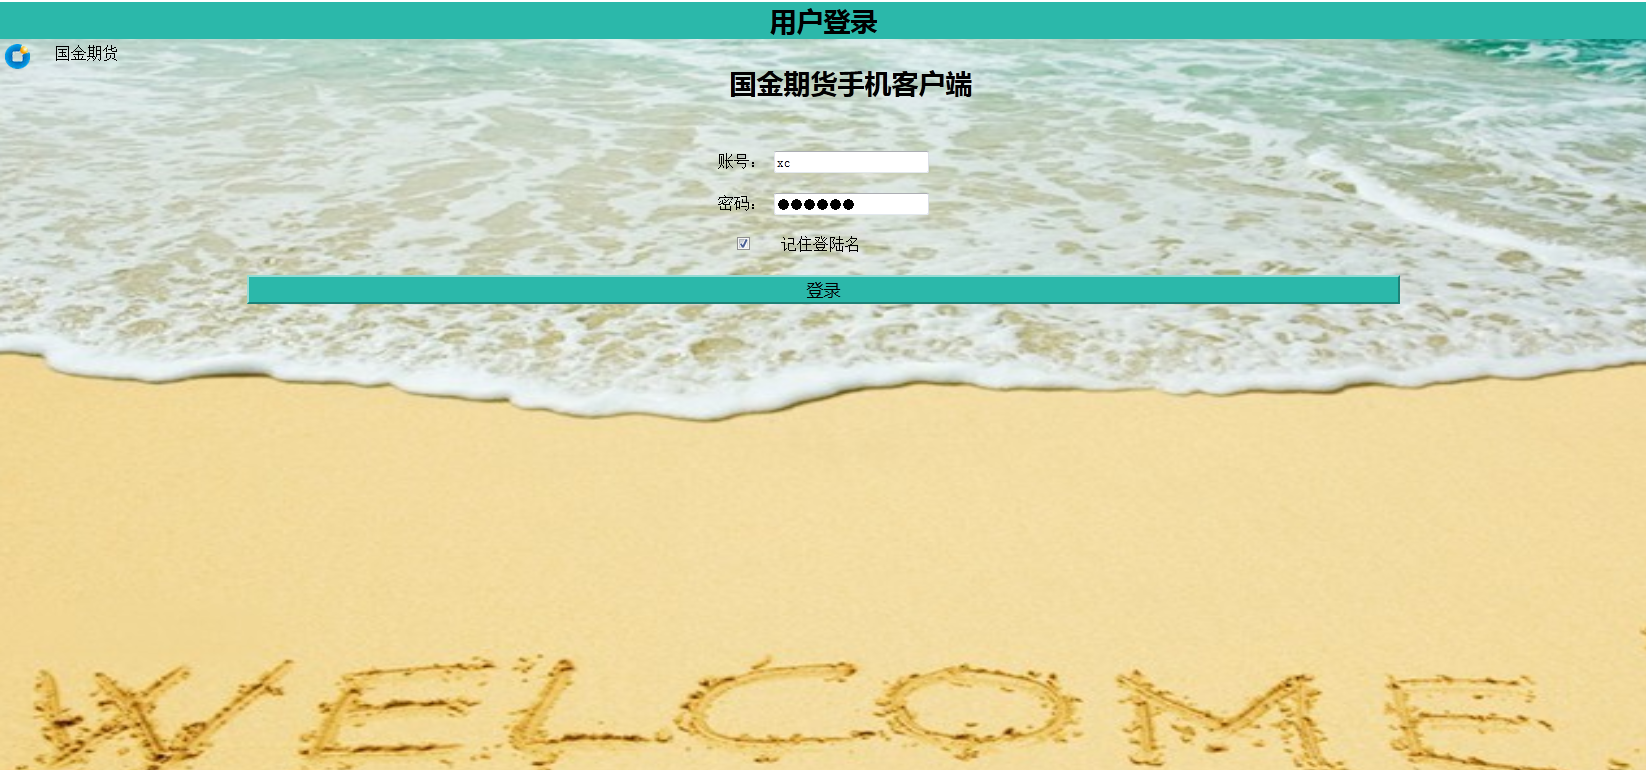 用户登录
国金期货
国金期货手机客户端
账号： xc
密码： ●●●●●●
记住登陆名
登录
WELCOME